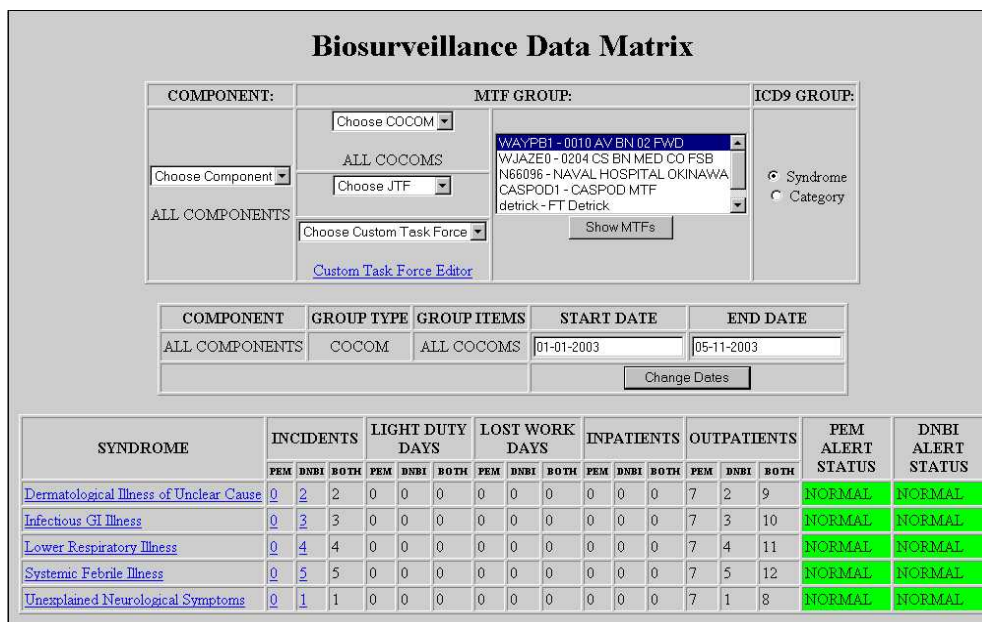 Biosurveillance Data Matrix
COMPONENT: MTF GROUP: ICD9 GROUP:
Choose Component
ALL COMPONENTS
Choose COCOM
ALL COCOMS
Choose JTF
Choose Custom Task Force
Custom Task Force Editor
WAYPB1 - 0010 AV BN 02 FWD
WJAZE0 - 0204 CS BN MED CO FSB
N66096 - NAVAL HOSPITAL OKINAWA
CASPOD1 - CASPOD MTF
detrick - FT Detrick
Show MTFs
Syndrome
Category
COMPONENT GROUP TYPE GROUP ITEMS START DATE END DATE
ALL COMPONENTS COCOM ALL COCOMS 01-01-2003 05-11-2003
Change Dates
SYNDROME INCIDENTS LIGHT DUTY DAYS LOST WORK DAYS INPATIENTS OUTPATIENTS PEM ALERT STATUS DNBI ALERT STATUS
PEM DNBI BOTH PEM DNBI BOTH PEM DNBI BOTH PEM DNBI BOTH PEM DNBI BOTH
Dermatological Illness of Unclear Cause 0 2 2 0 0 0 0 0 0 0 0 0 7 2 9 NORMAL NORMAL
Infectious GI Illness 0 3 3 0 0 0 0 0 0 0 0 0 7 3 10 NORMAL NORMAL
Lower Respiratory Illness 0 4 4 0 0 0 0 0 0 0 0 0 7 4 11 NORMAL NORMAL
Systemic Febrile Illness 0 5 5 0 0 0 0 0 0 0 0 0 7 5 12 NORMAL NORMAL
Unexplained Neurological Symptoms 0 1 1 0 0 0 0 0 0 0 0 0 7 1 8 NORMAL NORMAL